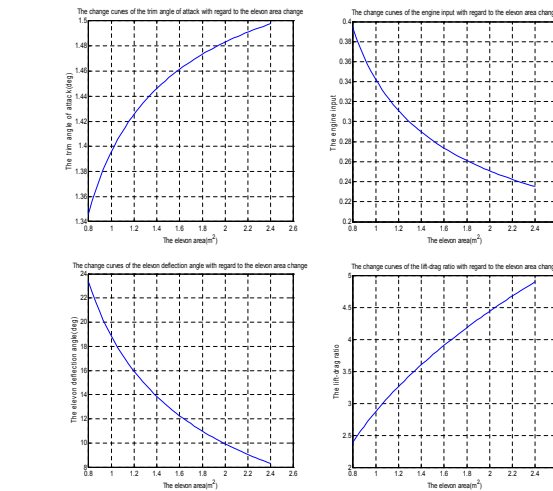 The change curves of the trim angle of attack with regard to the elevon area change
1.5
1.48
1.46
1.44
1.42
1.4
1.38
1.36
1.34
The trim angle of attack(deg)
0.8 1 1.2 1.4 1.6 1.8 2 2.2 2.4 2.6
The elevon area(m²)
The change curves of the engine input with regard to the elevon area chang
0.4
0.38
0.36
0.34
0.32
0.3
0.28
0.26
0.24
0.22
0.2
The engine input
0.8 1 1.2 1.4 1.6 1.8 2 2.2 2.4
The elevon area(m²)
The change curves of the elevon deflection angle with regard to the elevon area change
24
22
20
18
16
14
12
10
8
The elevon deflection angle(deg)
0.8 1 1.2 1.4 1.6 1.8 2 2.2 2.4 2.6
The elevon area(m²)
The change curves of the lift-drag ratio with regard to the elevon area chang
5
4.5
4
3.5
3
2.5
2
The lift-drag ratio
0.8 1 1.2 1.4 1.6 1.8 2 2.2 2.4
The elevon area(m²)